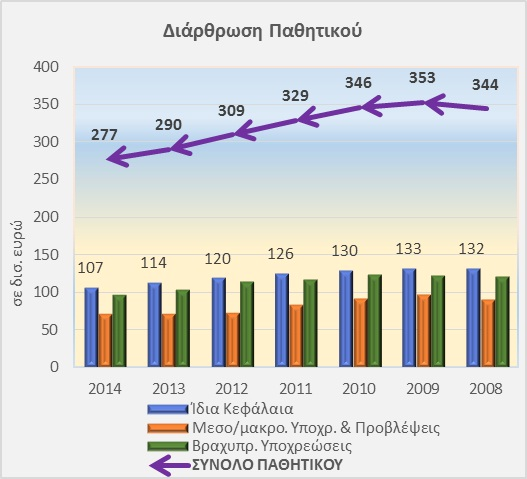 Διάρθρωση Παθητικού
400
350
300
250
200
150
100
50
0
σε δισ. ευρώ
277 290 309 329 346 353 344
107 114 120 126 130 133 132
2014 2013 2012 2011 2010 2009 2008
Ίδια Κεφάλαια
Μεσο/μακρο. Υποχρ. & Προβλέψεις
Βραχυπρ. Υποχρεώσεις
ΣΥΝΟΛΟ ΠΑΘΗΤΙΚΟΥ